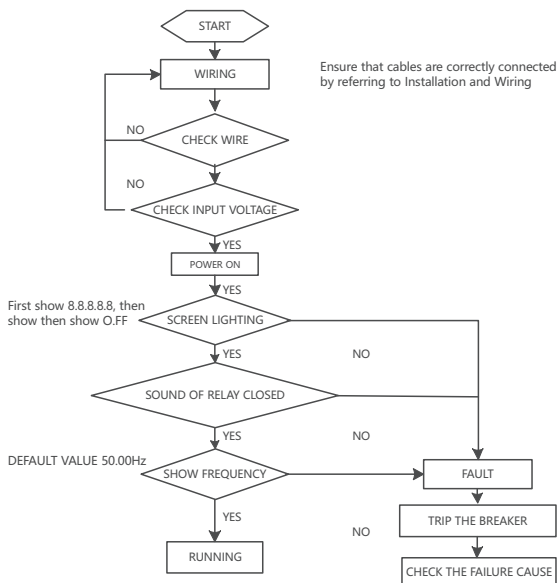 START
WIRING
Ensure that cables are correctly connected
by referring to Installation and Wiring
NO
CHECK WIRE
NO
CHECK INPUT VOLTAGE
YES
POWER ON
YES
First show 8.8.8.8.8, then
show then show O.FF
SCREEN LIGHTING
YES
NO
SOUND OF RELAY CLOSED
YES
NO
DEFAULT VALUE 50.00Hz
SHOW FREQUENCY
FAULT
YES
NO
TRIP THE BREAKER
RUNNING
CHECK THE FAILURE CAUSE